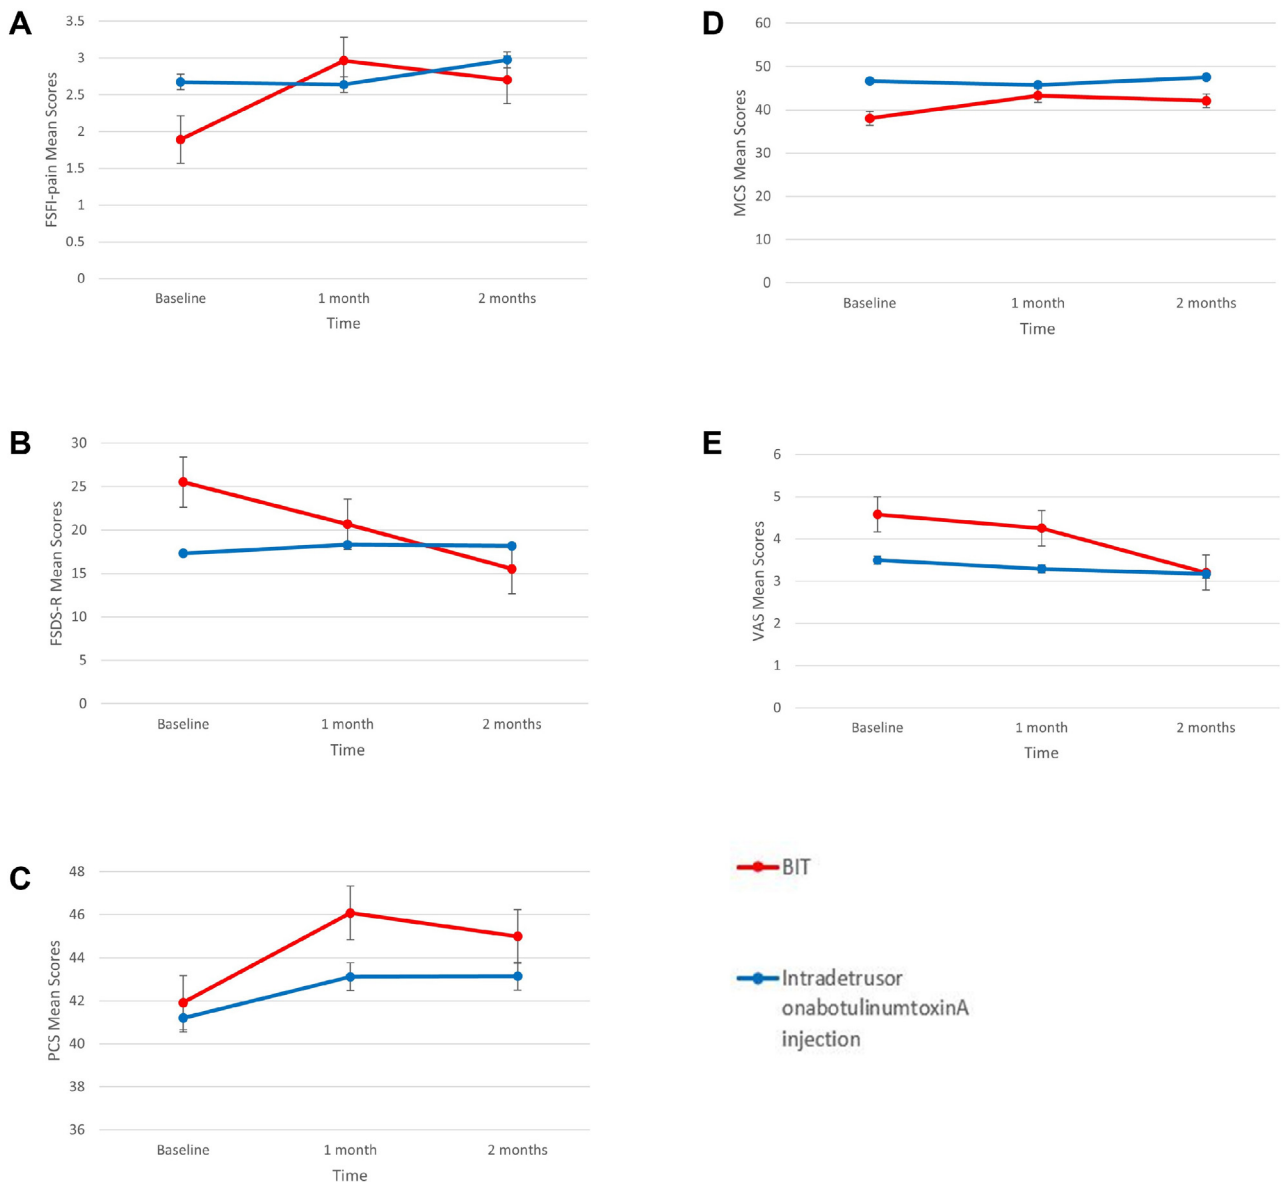 A
3.5
3
2.5
2
1.5
1
0.5
0
FSFI-pain Mean Scores
Baseline
1 month
2 months
Time
B
30
25
20
15
10
5
0
FSDS-R Mean Scores
Baseline
1 month
2 months
Time
C
48
46
44
42
40
38
36
PCS Mean Scores
Baseline
1 month
2 months
Time
D
60
50
40
30
20
10
0
MCS Mean Scores
Baseline
1 month
2 months
Time
E
6
5
4
3
2
1
0
VAS Mean Scores
Baseline
1 month
2 months
Time
BIT
Intradetrusor
onabotulinumtoxinA
injection